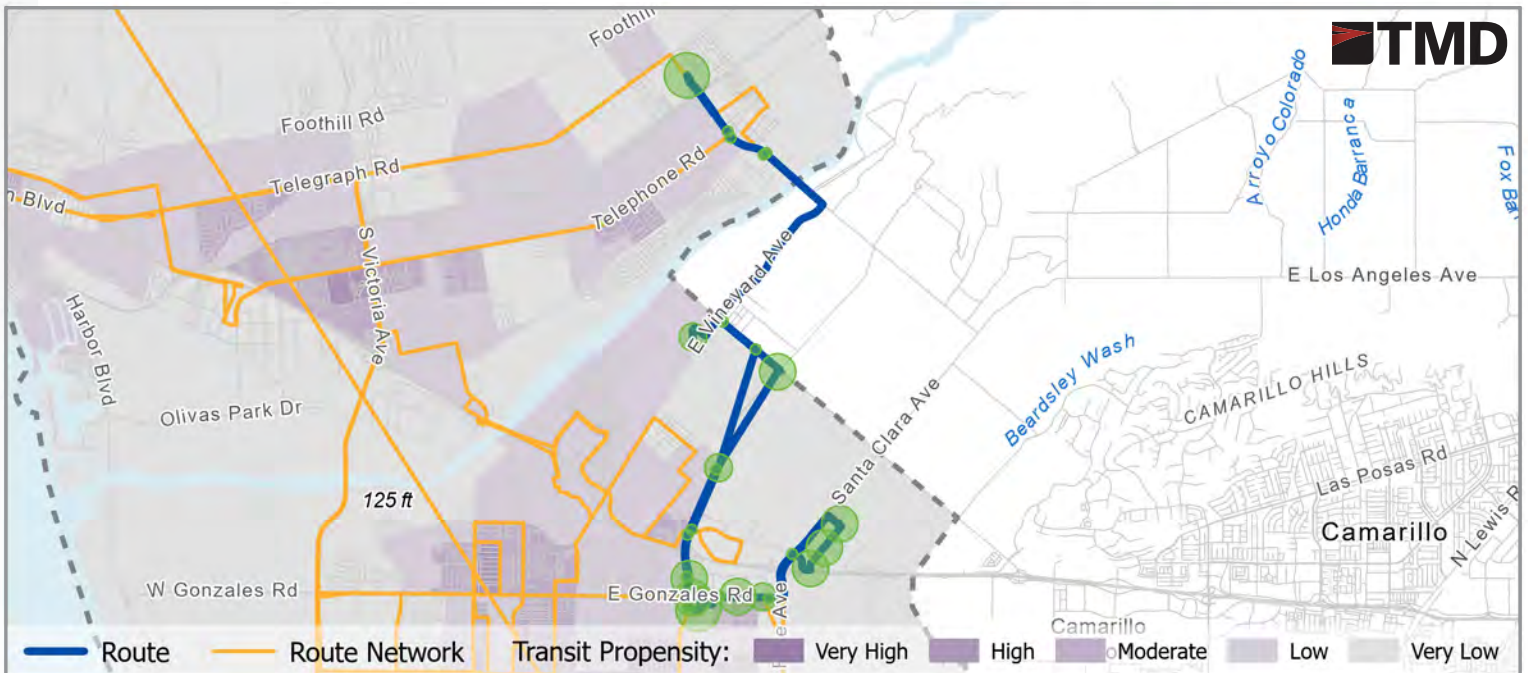 Foothill
TMD
Foothill Rd
Telegraph Rd
Telephone Rd
n Blvd
S Victoria Ave
Harbor Blvd
Olivas Park Dr
E Vineyard Ave
Arroyo Colorado
Honda Barranca
Fox Bar
E Los Angeles Ave
Beardsley Wash
CAMARILLO HILLS
Santa Clara Ave
Las Posas Rd
Camarillo
N Lewis R
125 ft
W Gonzales Rd
E Gonzales Rd
e Ave
Camarillo
Route
Route Network
Transit Propensity:
Very High
High
Moderate
Low
Very Low